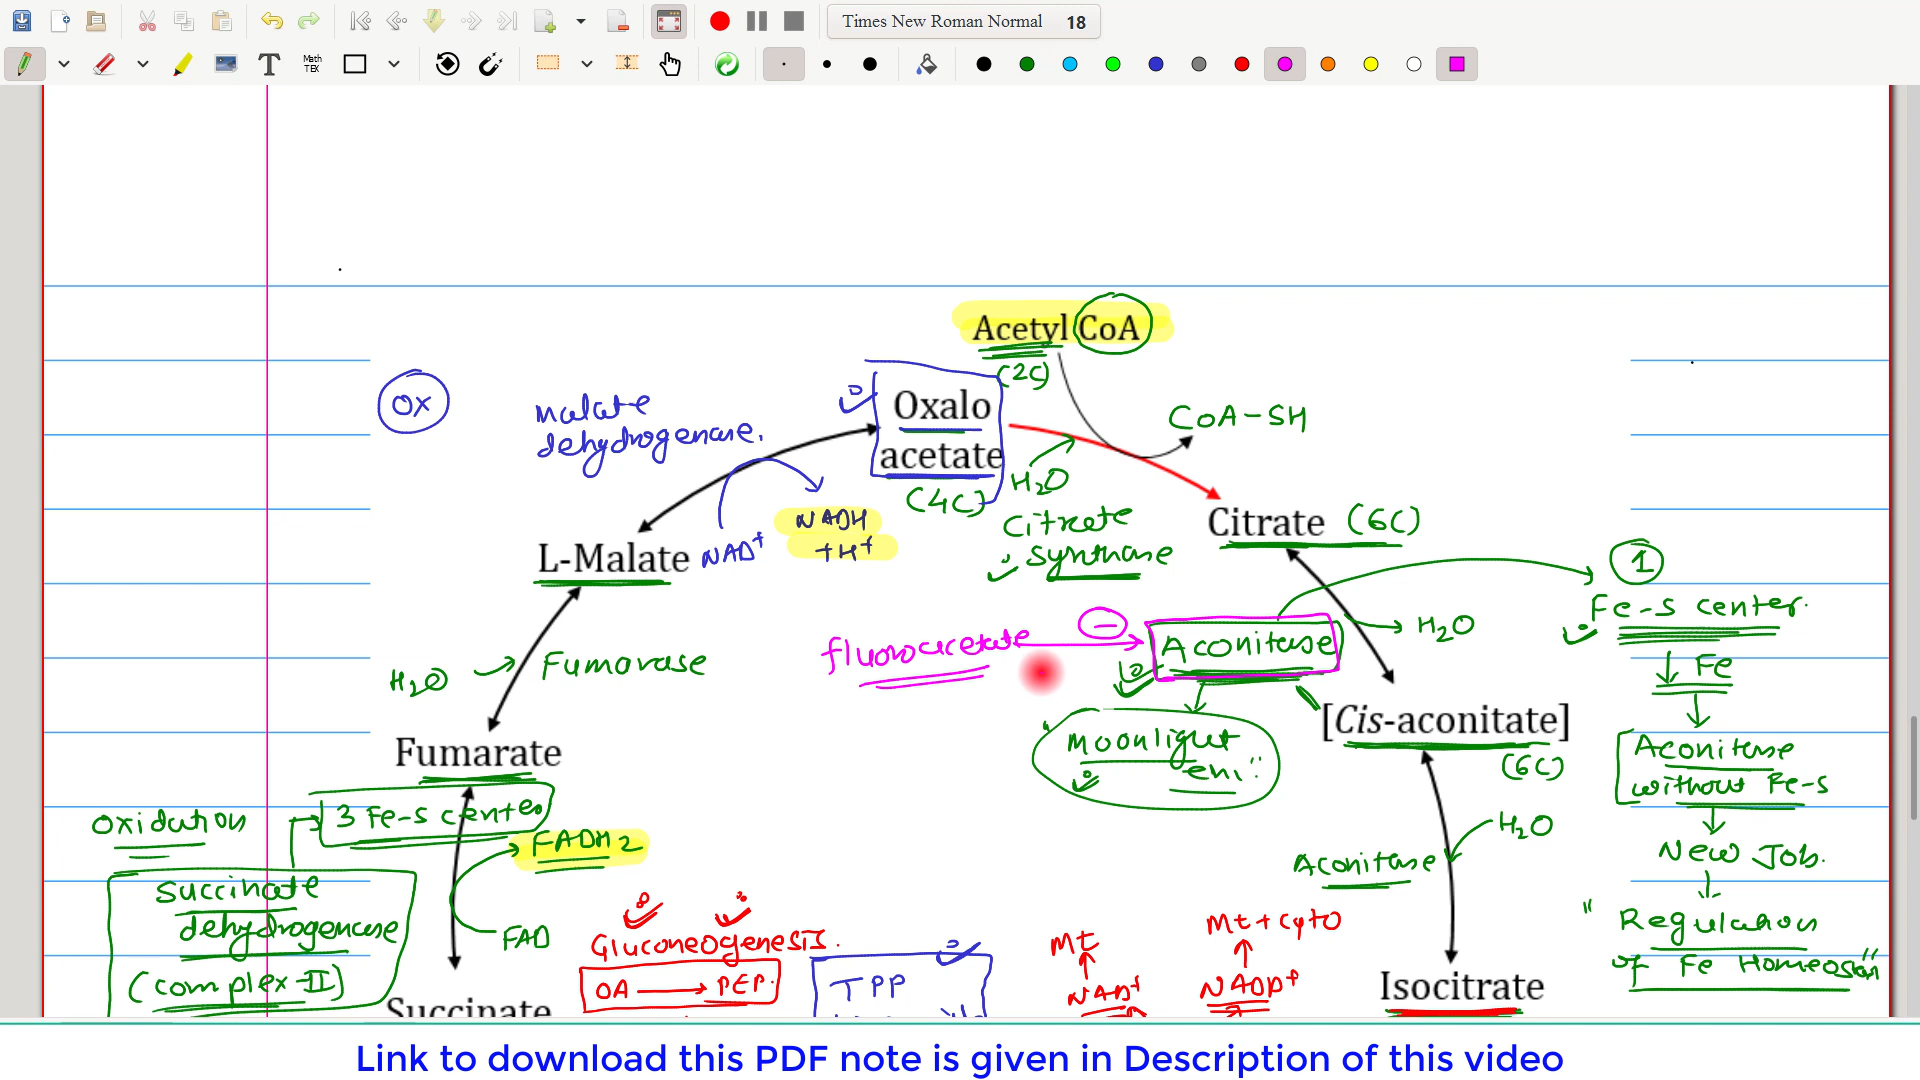 Times New Roman Normal 18
Math
TEX
Acetyl CoA
(2C)
OX
Malate
dehydrogenase.
Oxalo
acetate
(4C)
CoA-SH
H2O
Citrate
synthase
Citrate (6C)
L-Malate
NAD+
NADH
+H+
1
Fe-S center.
H2O
fluoroacetate
−
Aconitase
H2O
Fumarase
↓ Fe
[Cis-aconitate]
(6C)
"Moonlight
en."
Aconitase
without Fe-S
Fumarate
3 Fe-S center
Oxidation
FADH2
FAD
H2O
Aconitase
New Job.
Succinate
dehydrogenase
(complex-II)
"Regulation
of Fe Homeostan"
Gluconeogenesis.
OA → PEP.
TPP
Mt
NAD+
Mt+cyto
NADP+
Isocitrate
Succinate
Link to download this PDF note is given in Description of this video